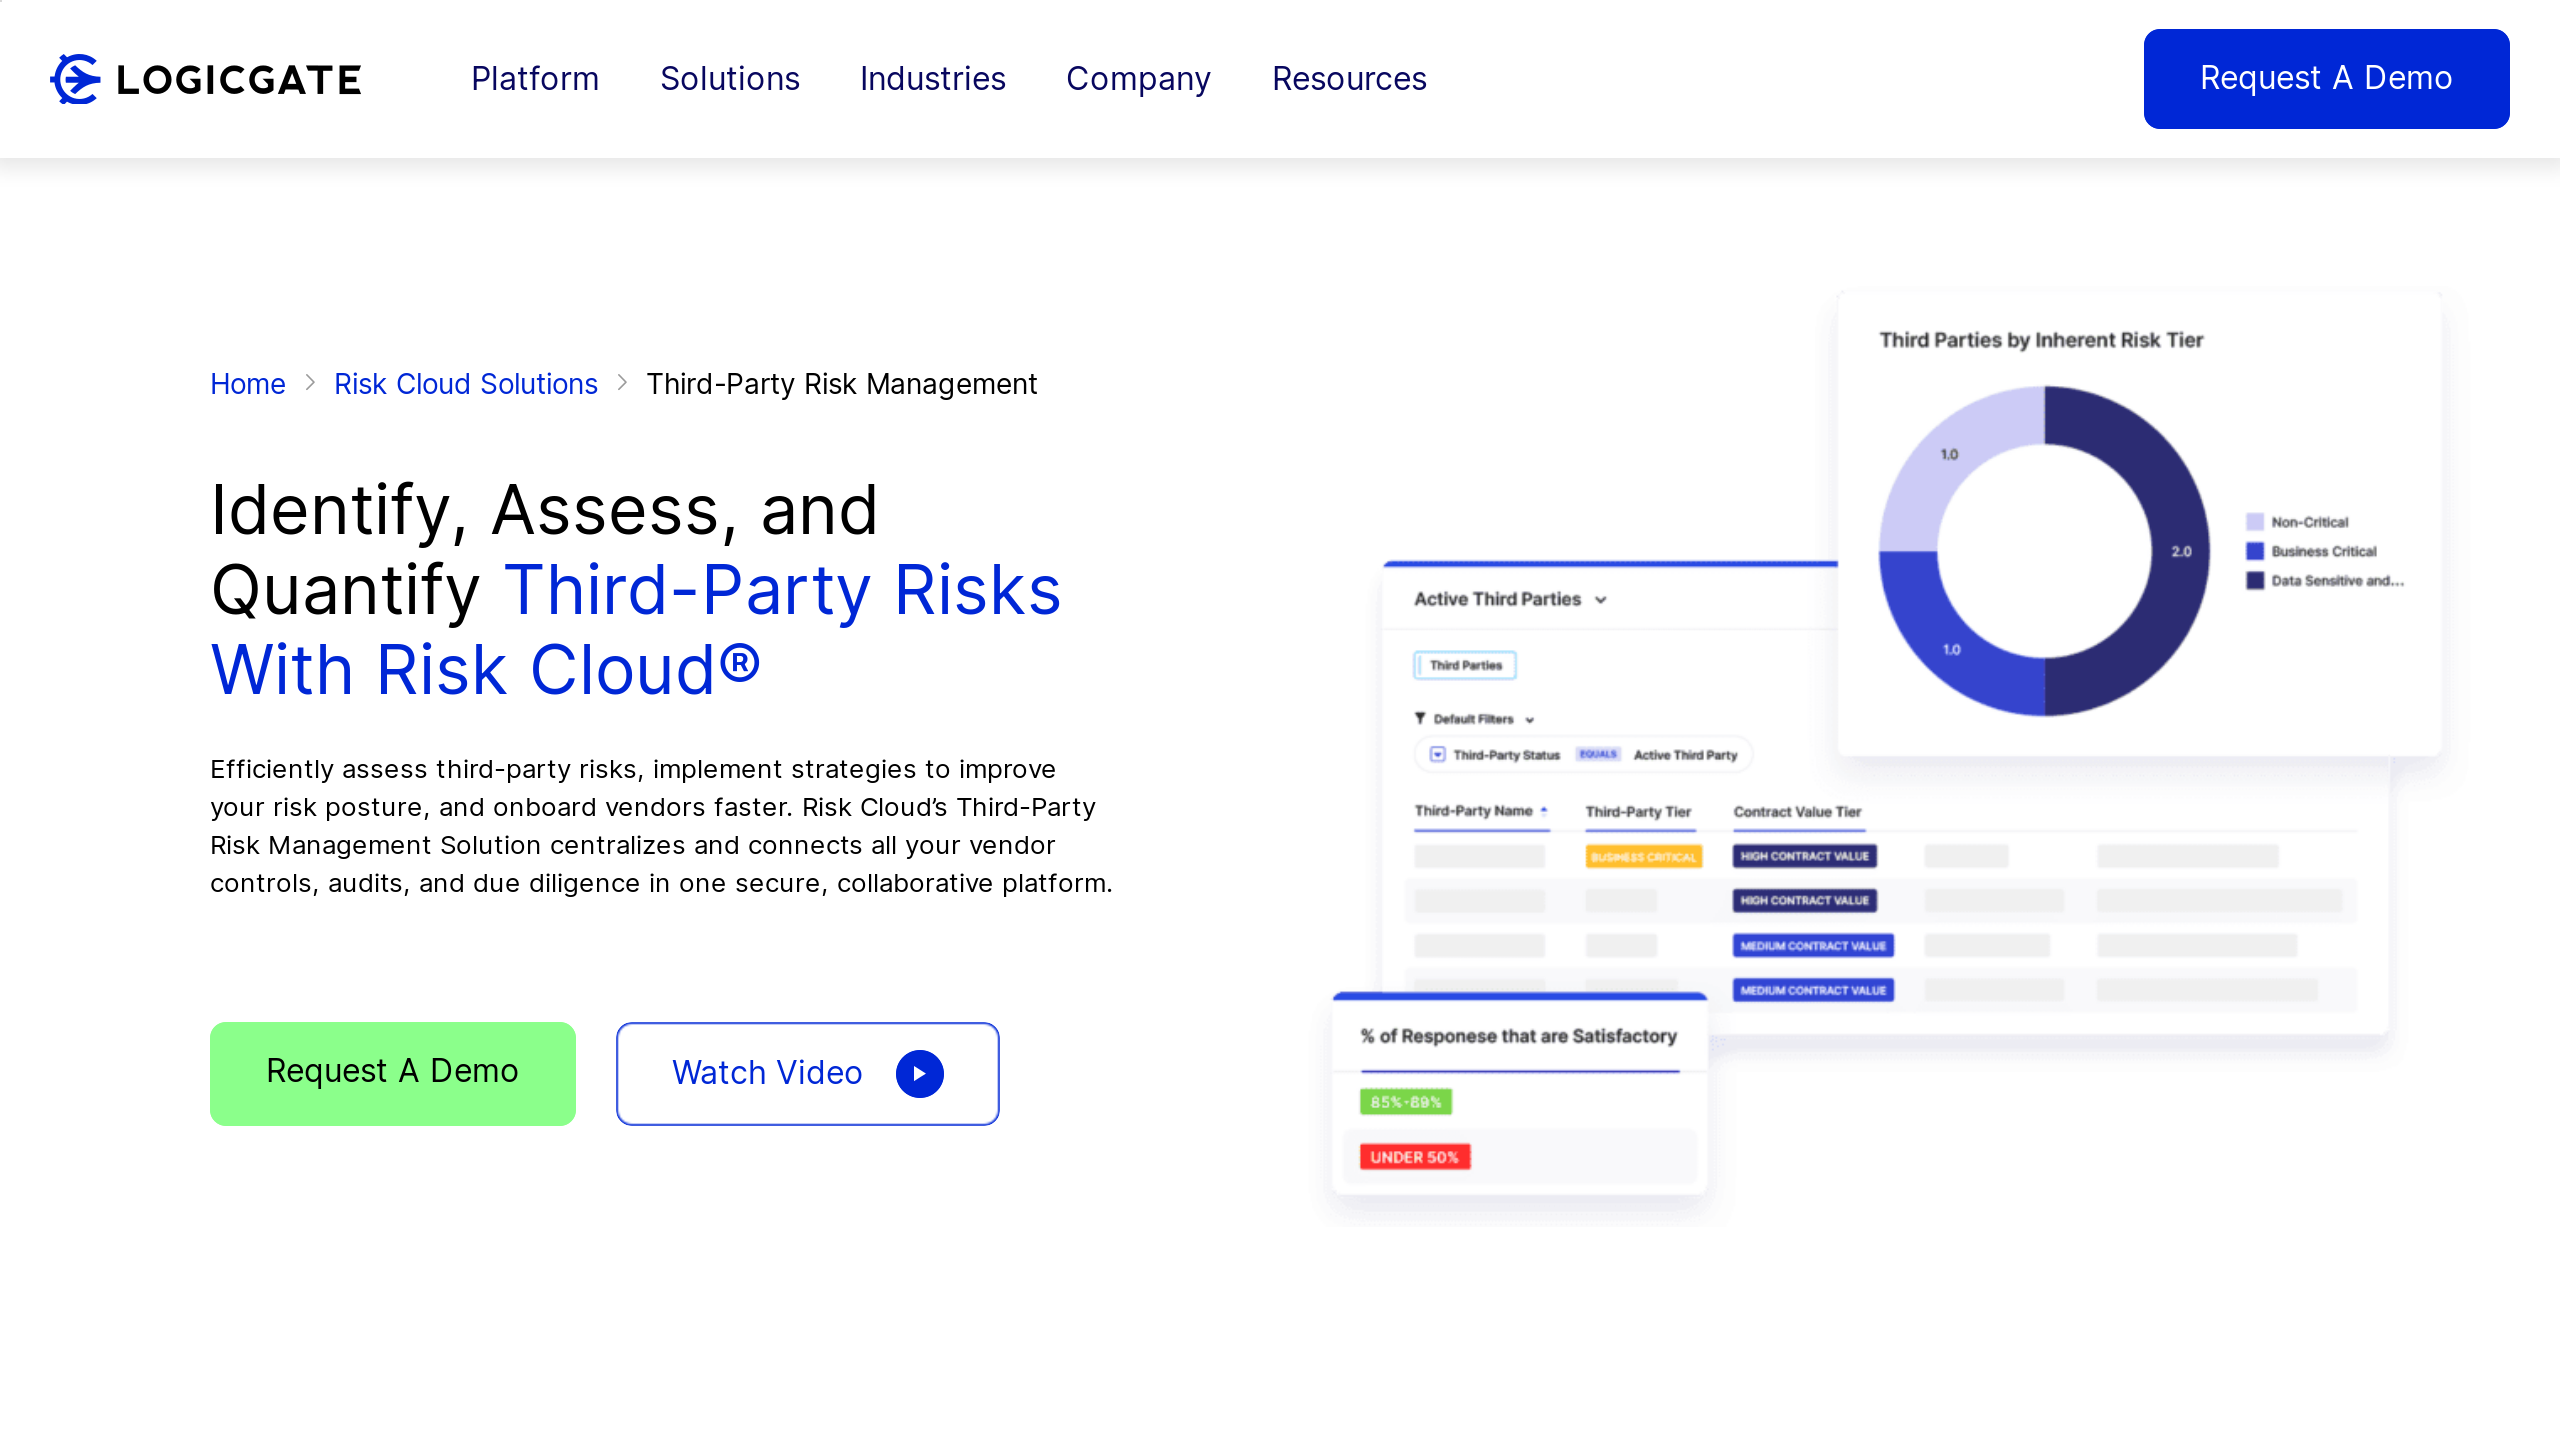 LOGICGATE
Platform
Solutions
Industries
Company
Resources
Request A Demo
Home
Risk Cloud Solutions
Third-Party Risk Management
Identify, Assess, and
Quantify Third-Party Risks
With Risk Cloud®
Efficiently assess third-party risks, implement strategies to improve
your risk posture, and onboard vendors faster. Risk Cloud’s Third-Party
Risk Management Solution centralizes and connects all your vendor
controls, audits, and due diligence in one secure, collaborative platform.
Request A Demo
Watch Video
Third Parties by Inherent Risk Tier
1.0
2.0
1.0
Non-Critical
Business Critical
Data Sensitive and...
Active Third Parties
Third Parties
Default Filters
Third-Party Status EQUALS Active Third Party
Third-Party Name Third-Party Tier Contract Value Tier
BUSINESS CRITICAL HIGH CONTRACT VALUE
HIGH CONTRACT VALUE
MEDIUM CONTRACT VALUE
MEDIUM CONTRACT VALUE
% of Responese that are Satisfactory
85%-89%
UNDER 50%